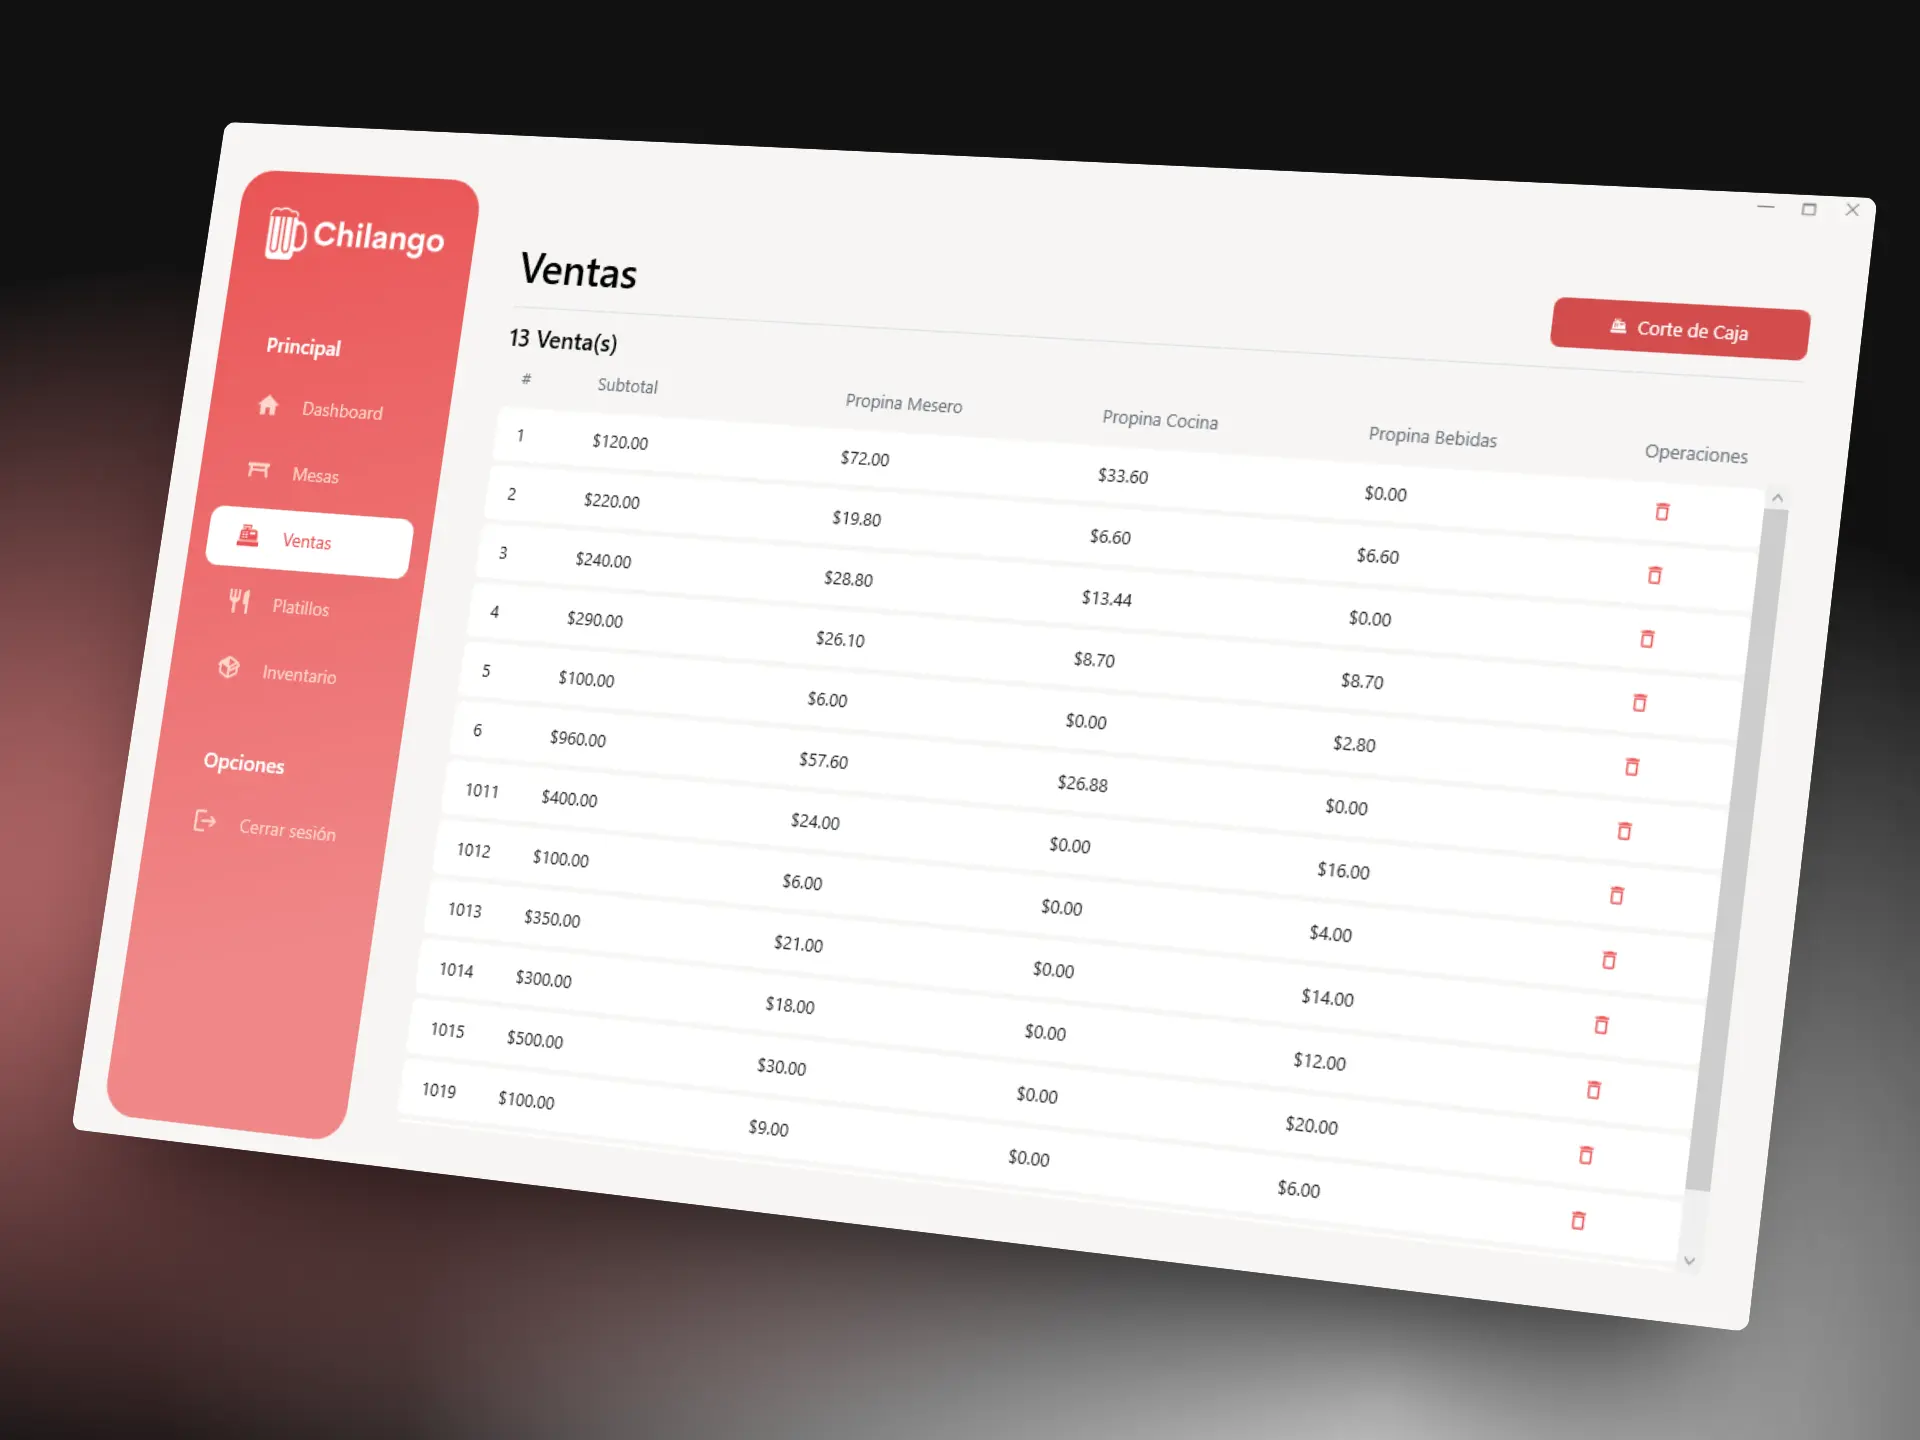 Chilango
Principal
Dashboard
Mesas
Ventas
Platillos
Inventario
Opciones
Cerrar sesión
Ventas
Corte de Caja
13 Venta(s)
# Subtotal Propina Mesero Propina Cocina Propina Bebidas Operaciones
1 $120.00 $72.00 $33.60 $0.00
2 $220.00 $19.80 $6.60 $6.60
3 $240.00 $28.80 $13.44 $0.00
4 $290.00 $26.10 $8.70 $8.70
5 $100.00 $6.00 $0.00 $2.80
6 $960.00 $57.60 $26.88 $0.00
1011 $400.00 $24.00 $0.00 $16.00
1012 $100.00 $6.00 $0.00 $4.00
1013 $350.00 $21.00 $0.00 $14.00
1014 $300.00 $18.00 $0.00 $12.00
1015 $500.00 $30.00 $0.00 $20.00
1019 $100.00 $9.00 $0.00 $6.00